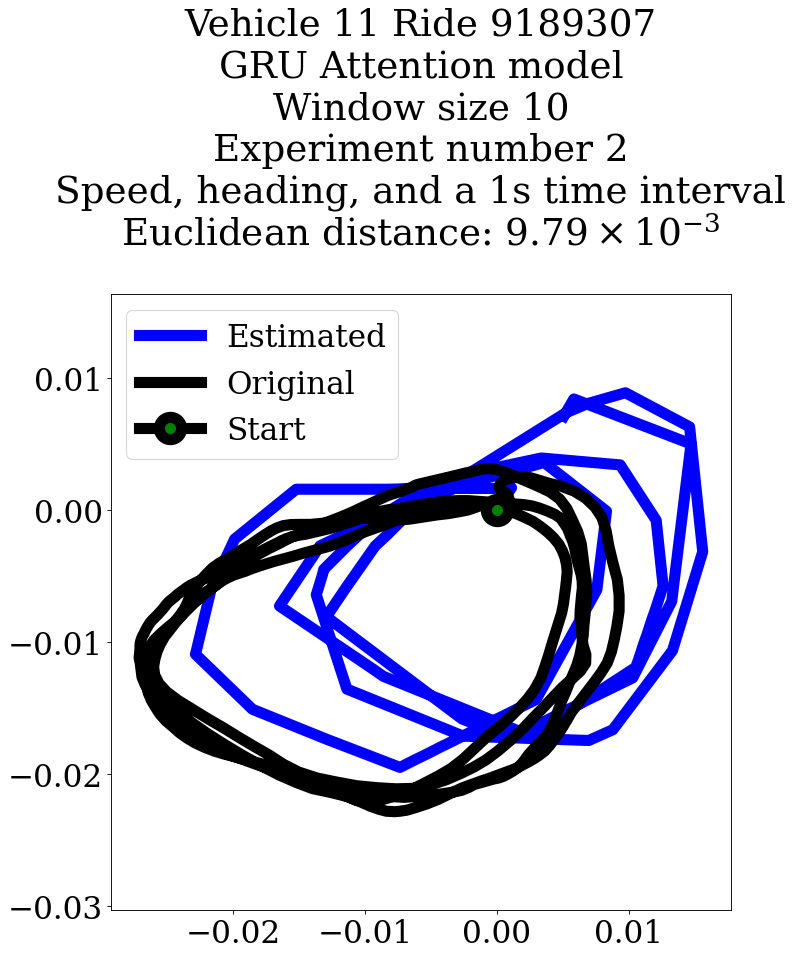 Vehicle 11 Ride 9189307
GRU Attention model
Window size 10
Experiment number 2
Speed, heading, and a 1s time interval
Euclidean distance: 9.79 × 10⁻³
Estimated
Original
Start
0.01
0.00
−0.01
−0.02
−0.03
−0.02 −0.01 0.00 0.01